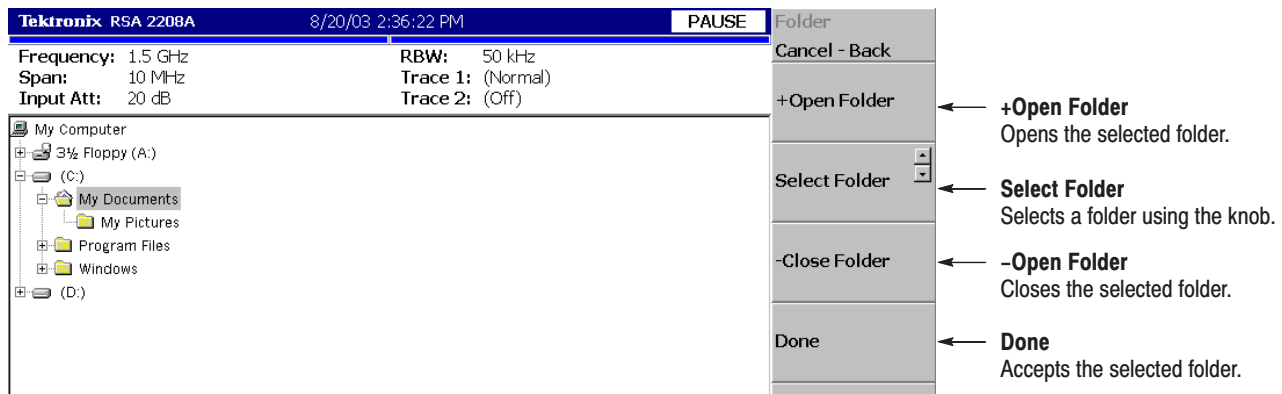 Tektronix RSA 2208A 8/20/03 2:36:22 PM PAUSE
Frequency: 1.5 GHz RBW: 50 kHz
Span: 10 MHz Trace 1: (Normal)
Input Att: 20 dB Trace 2: (Off)
My Computer
3½ Floppy (A:)
(C:)
My Documents
My Pictures
Program Files
Windows
(D:)
Folder
Cancel - Back
+Open Folder
Select Folder
-Close Folder
Done
+Open Folder
Opens the selected folder.
Select Folder
Selects a folder using the knob.
–Open Folder
Closes the selected folder.
Done
Accepts the selected folder.